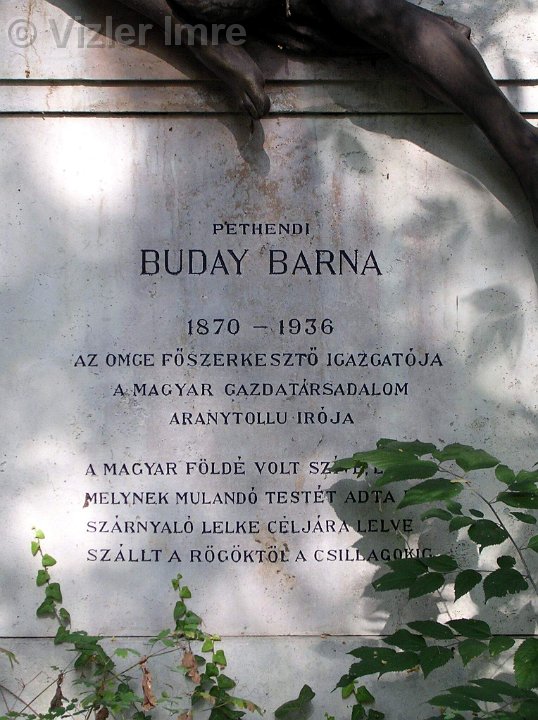 © Vizler Imre
PETHENDI
BUDAY BARNA
1870 – 1936
AZ OMGE FŐSZERKESZTŐ IGAZGATÓJA
A MAGYAR GAZDATÁRSADALOM
ARANYTOLLU IRÓJA
A MAGYAR FÖLDÉ VOLT
MELYNEK MULANDÓ TESTÉT ADTA
SZÁRNYALÓ LELKE CÉLJÁRA LELVE
SZÁLLT A RÖGÖKTŐL A CSILLAGOKIG